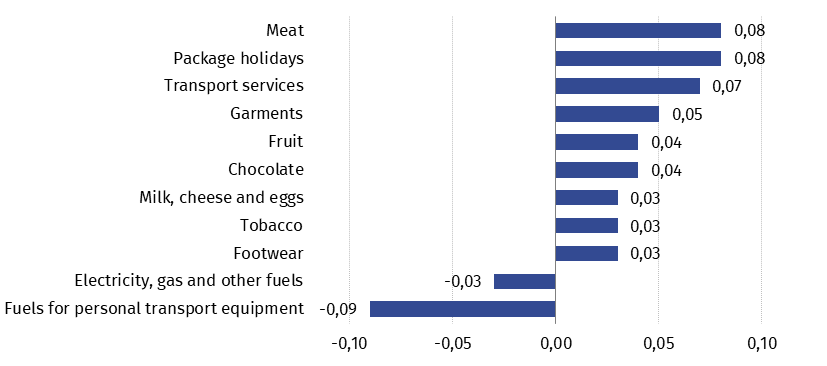 Meat 0,08
Package holidays 0,08
Transport services 0,07
Garments 0,05
Fruit 0,04
Chocolate 0,04
Milk, cheese and eggs 0,03
Tobacco 0,03
Footwear 0,03
Electricity, gas and other fuels -0,03
Fuels for personal transport equipment -0,09
-0,10 -0,05 0,00 0,05 0,10